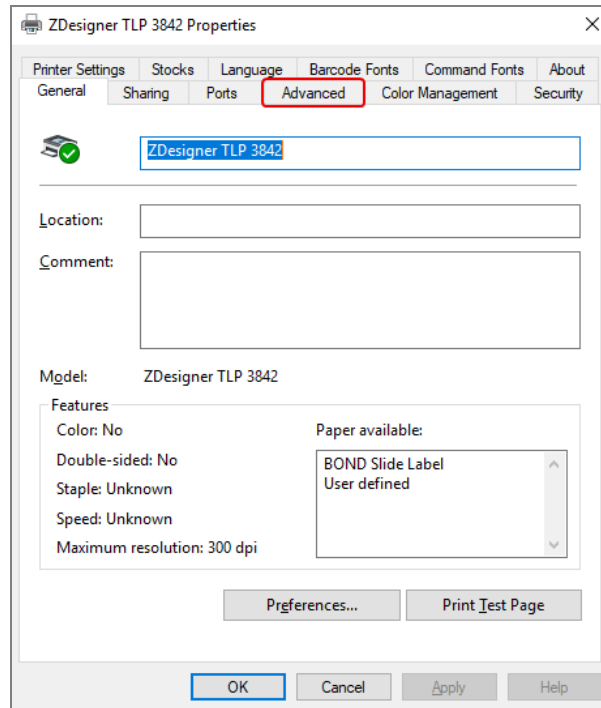 ZDesigner TLP 3842 Properties
Printer Settings Stocks Language Barcode Fonts Command Fonts About
General Sharing Ports Advanced Color Management Security
ZDesigner TLP 3842
Location:
Comment:
Model: ZDesigner TLP 3842
Features
Color: No
Paper available:
Double-sided: No
BOND Slide Label
User defined
Staple: Unknown
Speed: Unknown
Maximum resolution: 300 dpi
Preferences... Print Test Page
OK Cancel Apply Help